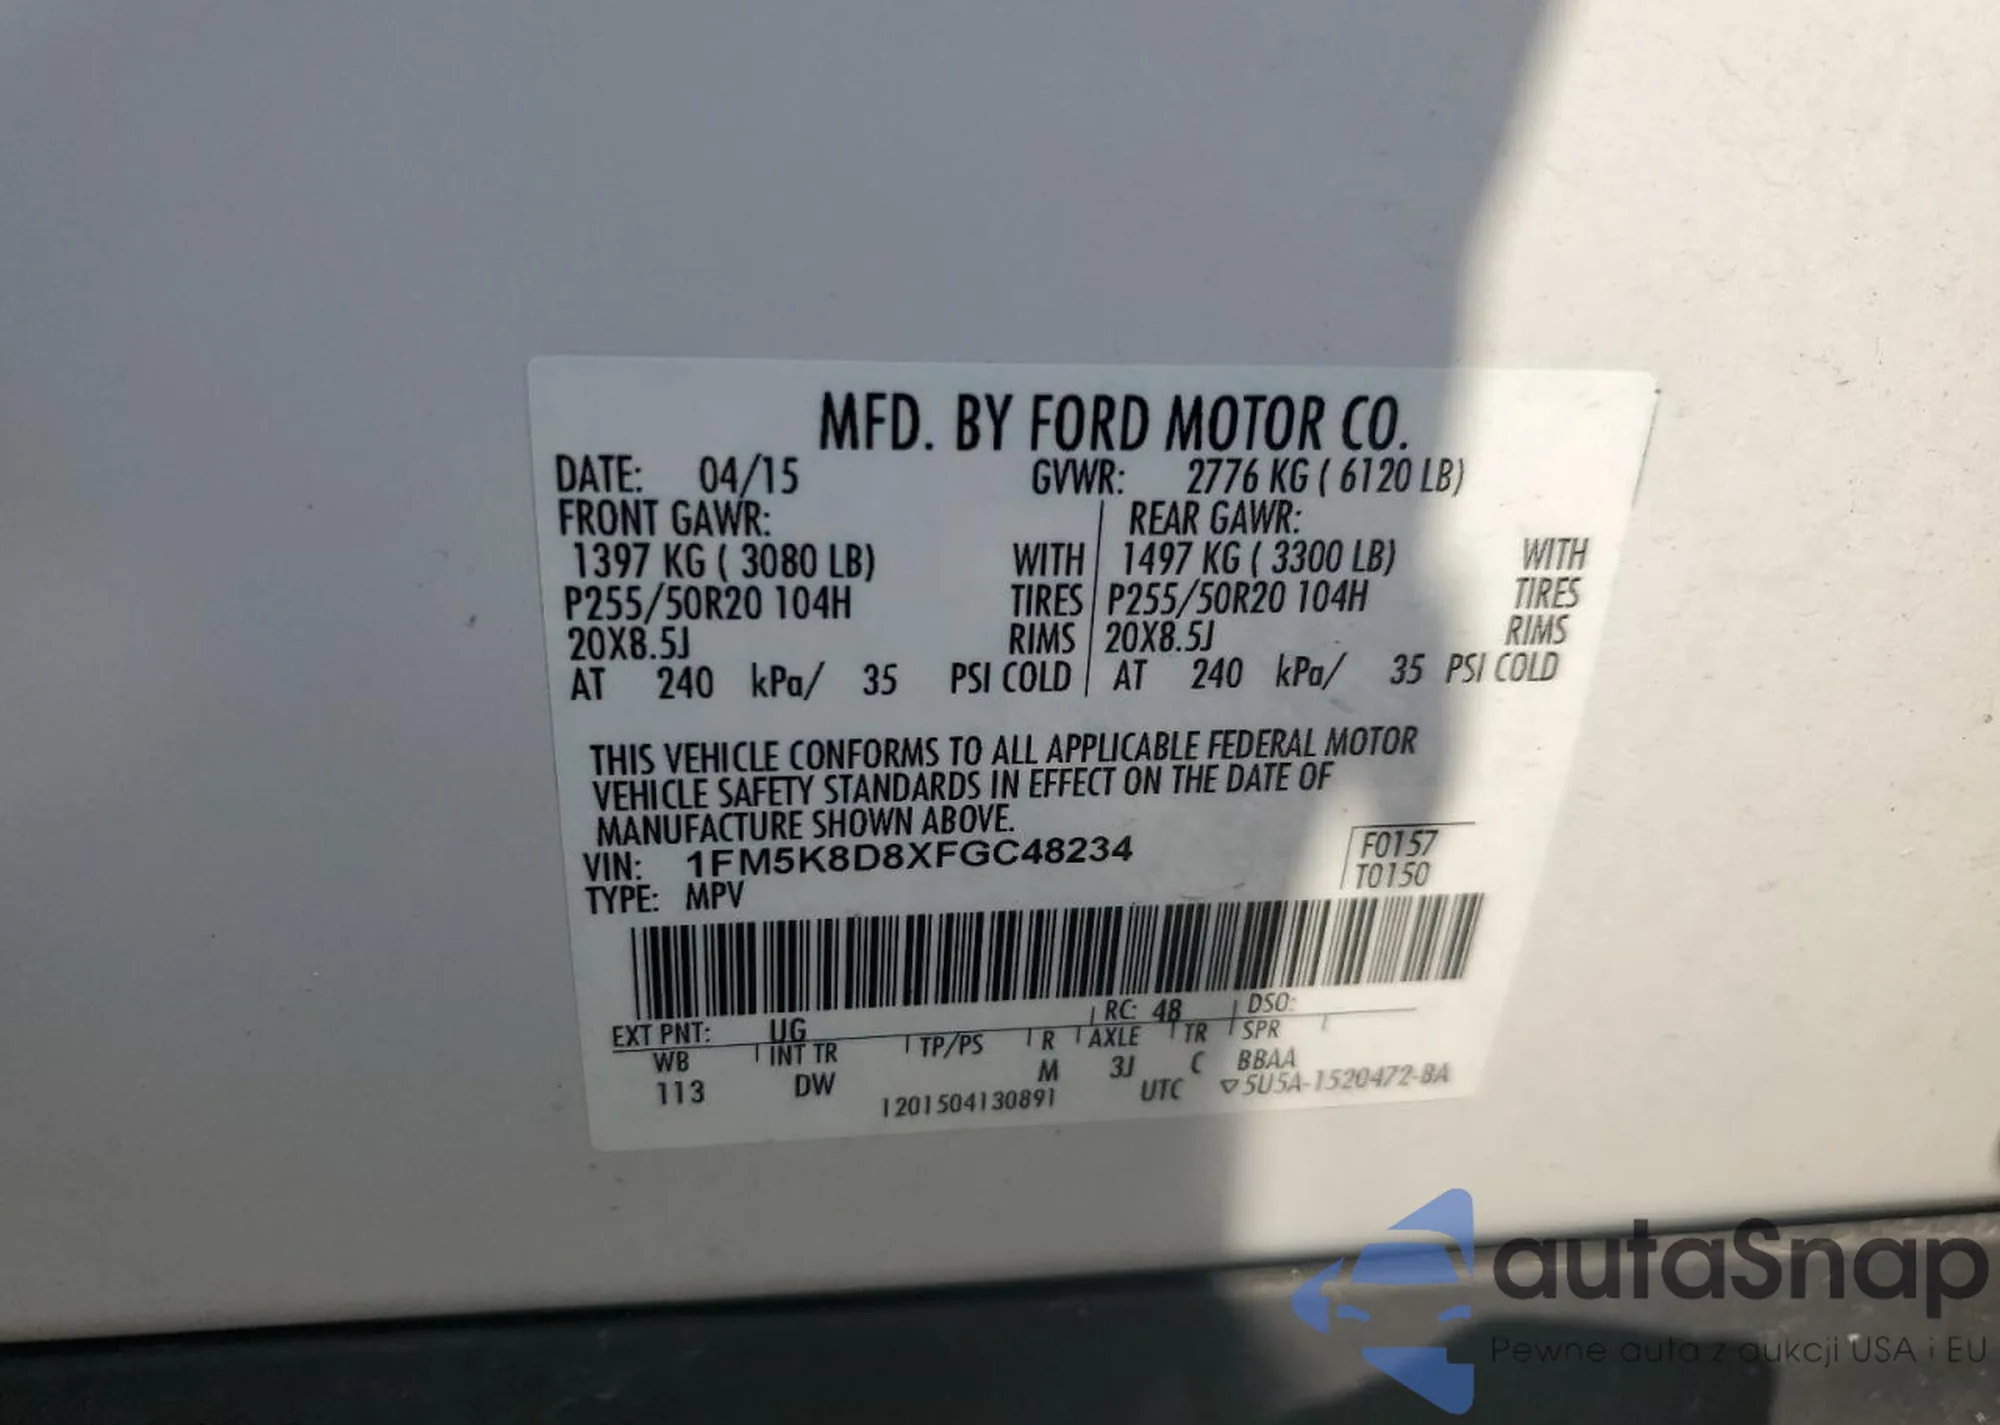 MFD. BY FORD MOTOR CO.
DATE: 04/15 GVWR: 2776 KG ( 6120 LB)
FRONT GAWR: REAR GAWR:
1397 KG ( 3080 LB) WITH 1497 KG ( 3300 LB) WITH
P255/50R20 104H TIRES P255/50R20 104H TIRES
20X8.5J RIMS 20X8.5J RIMS
AT 240 kPa/ 35 PSI COLD AT 240 kPa/ 35 PSI COLD
THIS VEHICLE CONFORMS TO ALL APPLICABLE FEDERAL MOTOR
VEHICLE SAFETY STANDARDS IN EFFECT ON THE DATE OF
MANUFACTURE SHOWN ABOVE.
VIN: 1FM5K8D8XFGC48234 F0157
TYPE: MPV T0150
EXT PNT: UG RC: 48 DSO:
WB INT TR TP/PS R AXLE TR SPR
113 DW M 3J C BBAA
1201504130891 UTC ▽5U5A-1520472-BA
autaSnap
Pewne auta z aukcji USA i EU